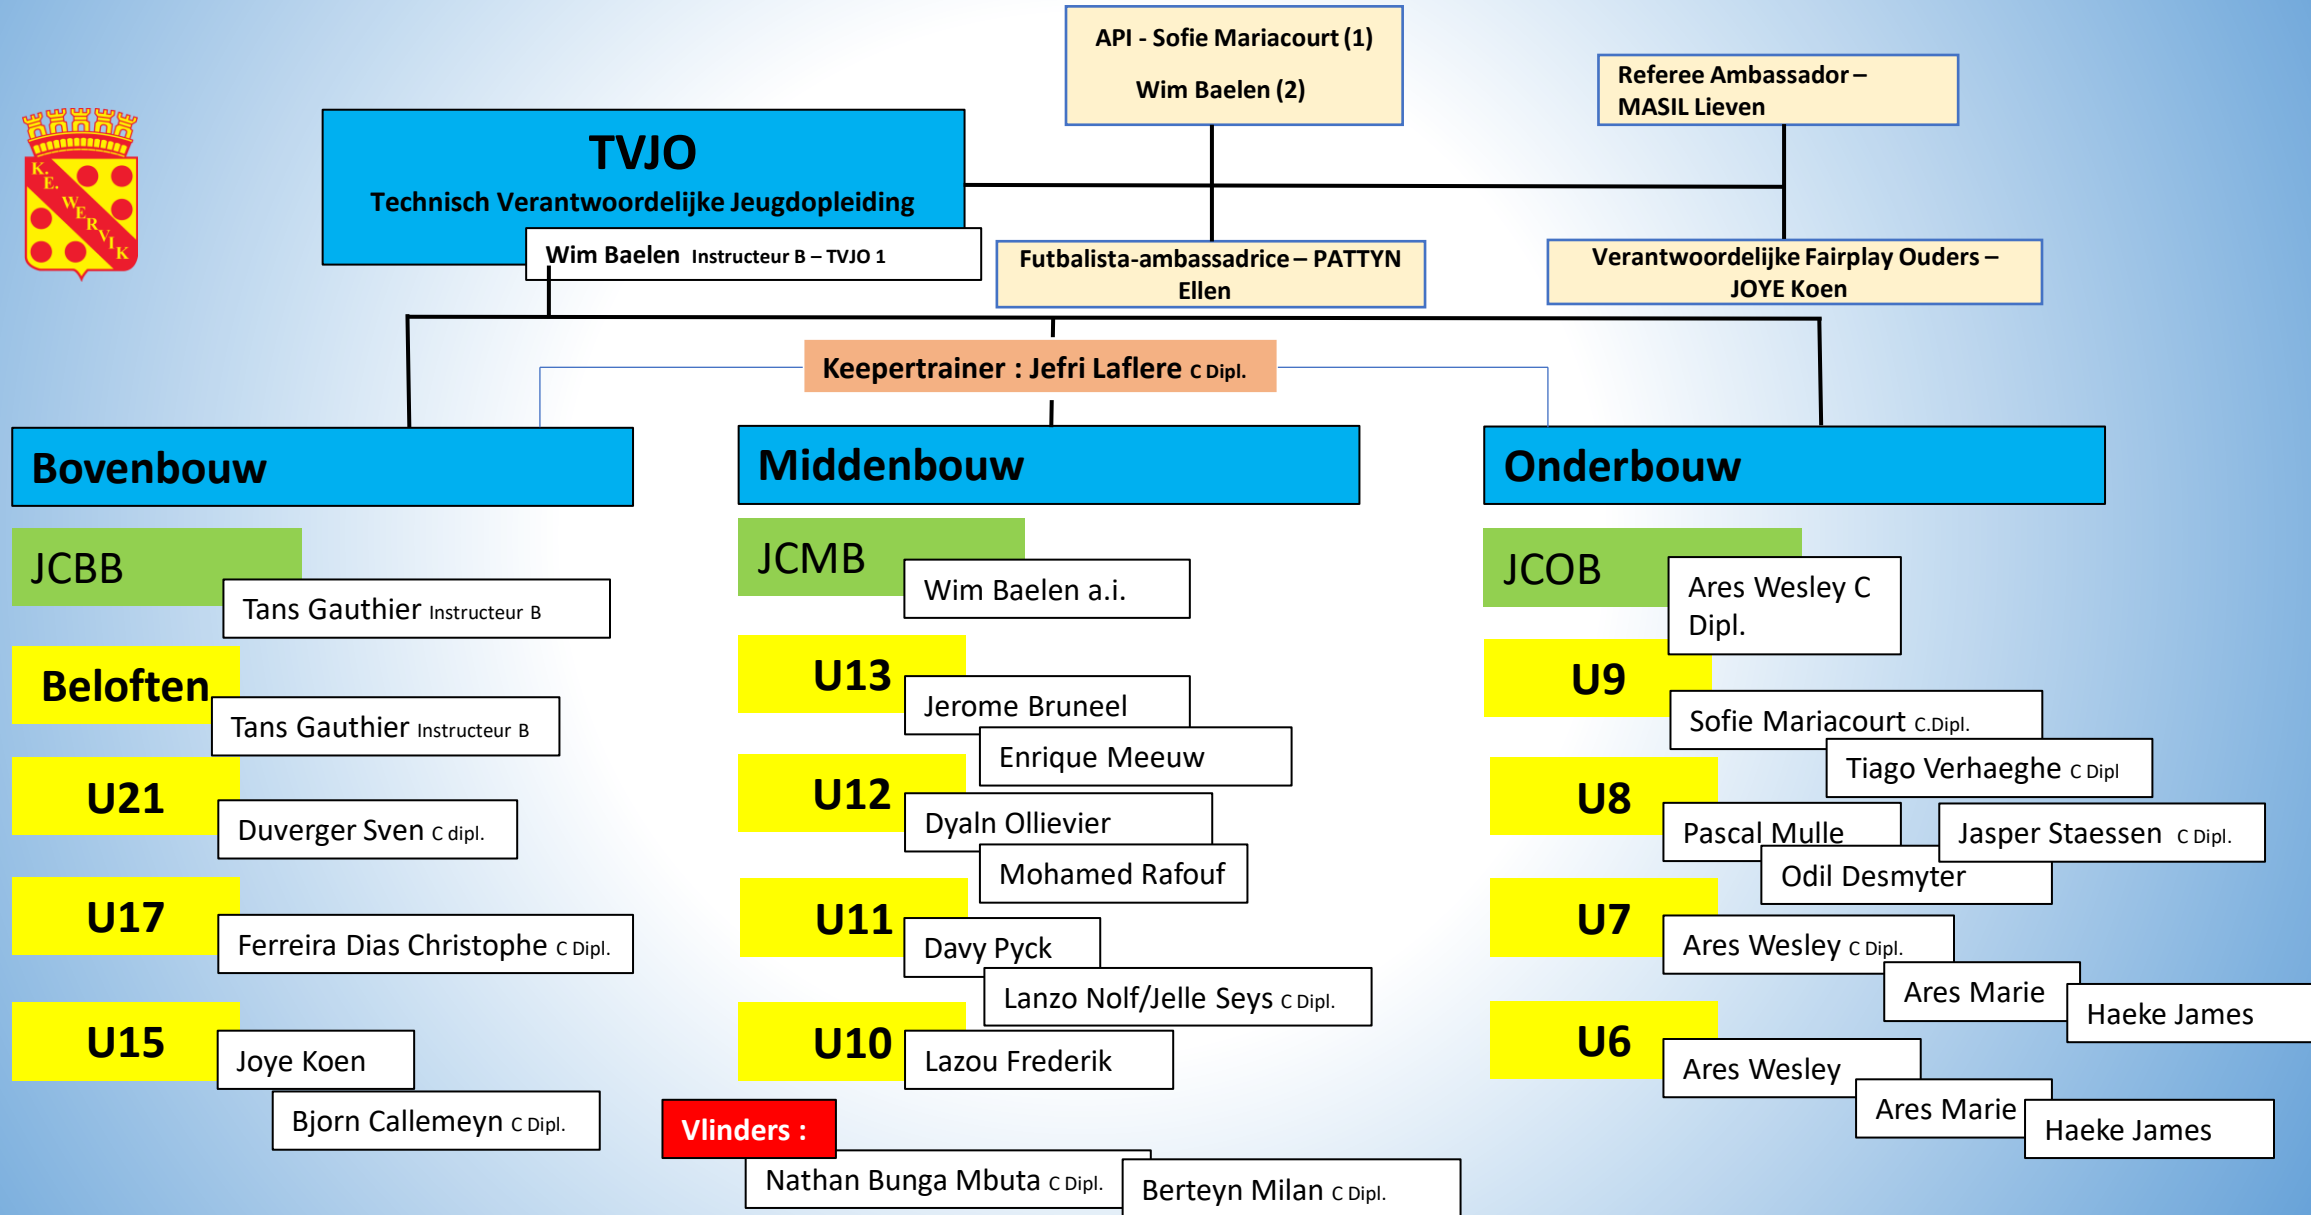 API - Sofie Mariacourt (1)
Wim Baelen (2)
Referee Ambassador –
MASIL Lieven
K. E. WERVIK
TVJO
Technisch Verantwoordelijke Jeugdopleiding
Wim Baelen Instructeur B – TVJO 1
Futbalista-ambassadrice – PATTYN
Ellen
Verantwoordelijke Fairplay Ouders –
JOYE Koen
Keepertrainer : Jefri Laflere C Dipl.
Bovenbouw
JCBB
Tans Gauthier Instructeur B
Beloften
Tans Gauthier Instructeur B
U21
Duverger Sven C dipl.
U17
Ferreira Dias Christophe C Dipl.
U15
Joye Koen
Bjorn Callemeyn C Dipl.
Middenbouw
JCMB
Wim Baelen a.i.
U13
Jerome Bruneel
Enrique Meeuw
U12
Dyaln Ollievier
Mohamed Rafouf
U11
Davy Pyck
Lanzo Nolf/Jelle Seys C Dipl.
U10
Lazou Frederik
Vlinders :
Nathan Bunga Mbuta C Dipl.
Berteyn Milan C Dipl.
Onderbouw
JCOB
Ares Wesley C
Dipl.
U9
Sofie Mariacourt C.Dipl.
Tiago Verhaeghe C Dipl
U8
Pascal Mulle
Jasper Staessen C Dipl.
Odil Desmyter
U7
Ares Wesley C Dipl.
Ares Marie
Haeke James
U6
Ares Wesley
Ares Marie
Haeke James